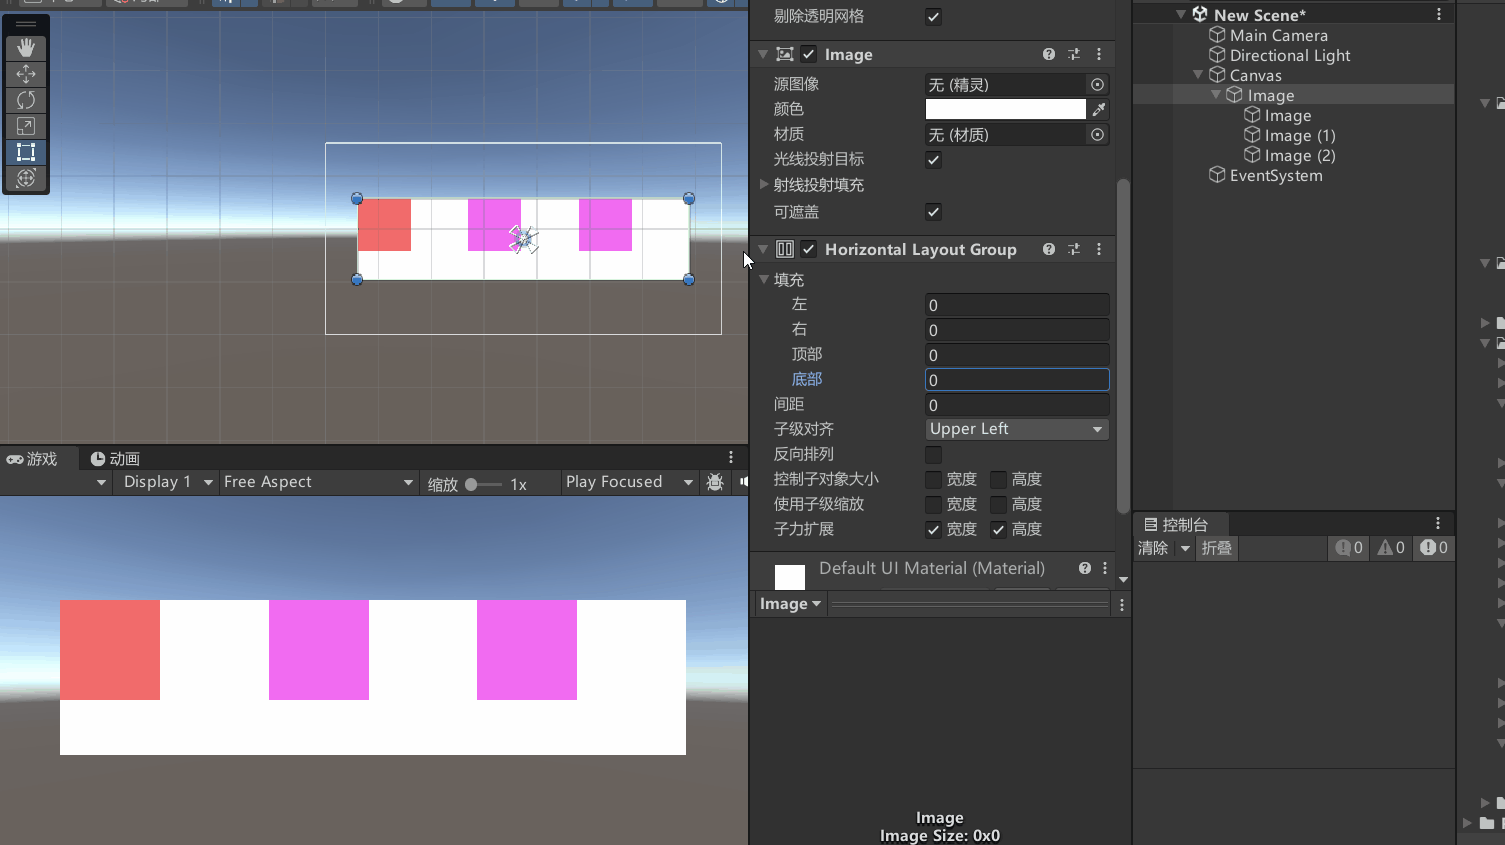 剔除透明网格
Image
源图像
无 (精灵)
颜色
材质
无 (材质)
光线投射目标
射线投射填充
可遮盖
Horizontal Layout Group
填充
左
0
右
0
顶部
0
底部
0
间距
0
子级对齐
Upper Left
反向排列
控制子对象大小
宽度
高度
使用子级缩放
宽度
高度
子力扩展
宽度
高度
Default UI Material (Material)
Image
Image
Image Size: 0x0
New Scene*
Main Camera
Directional Light
Canvas
Image
Image
Image (1)
Image (2)
EventSystem
控制台
清除
折叠
0
0
0
游戏
动画
Display 1
Free Aspect
缩放
1x
Play Focused